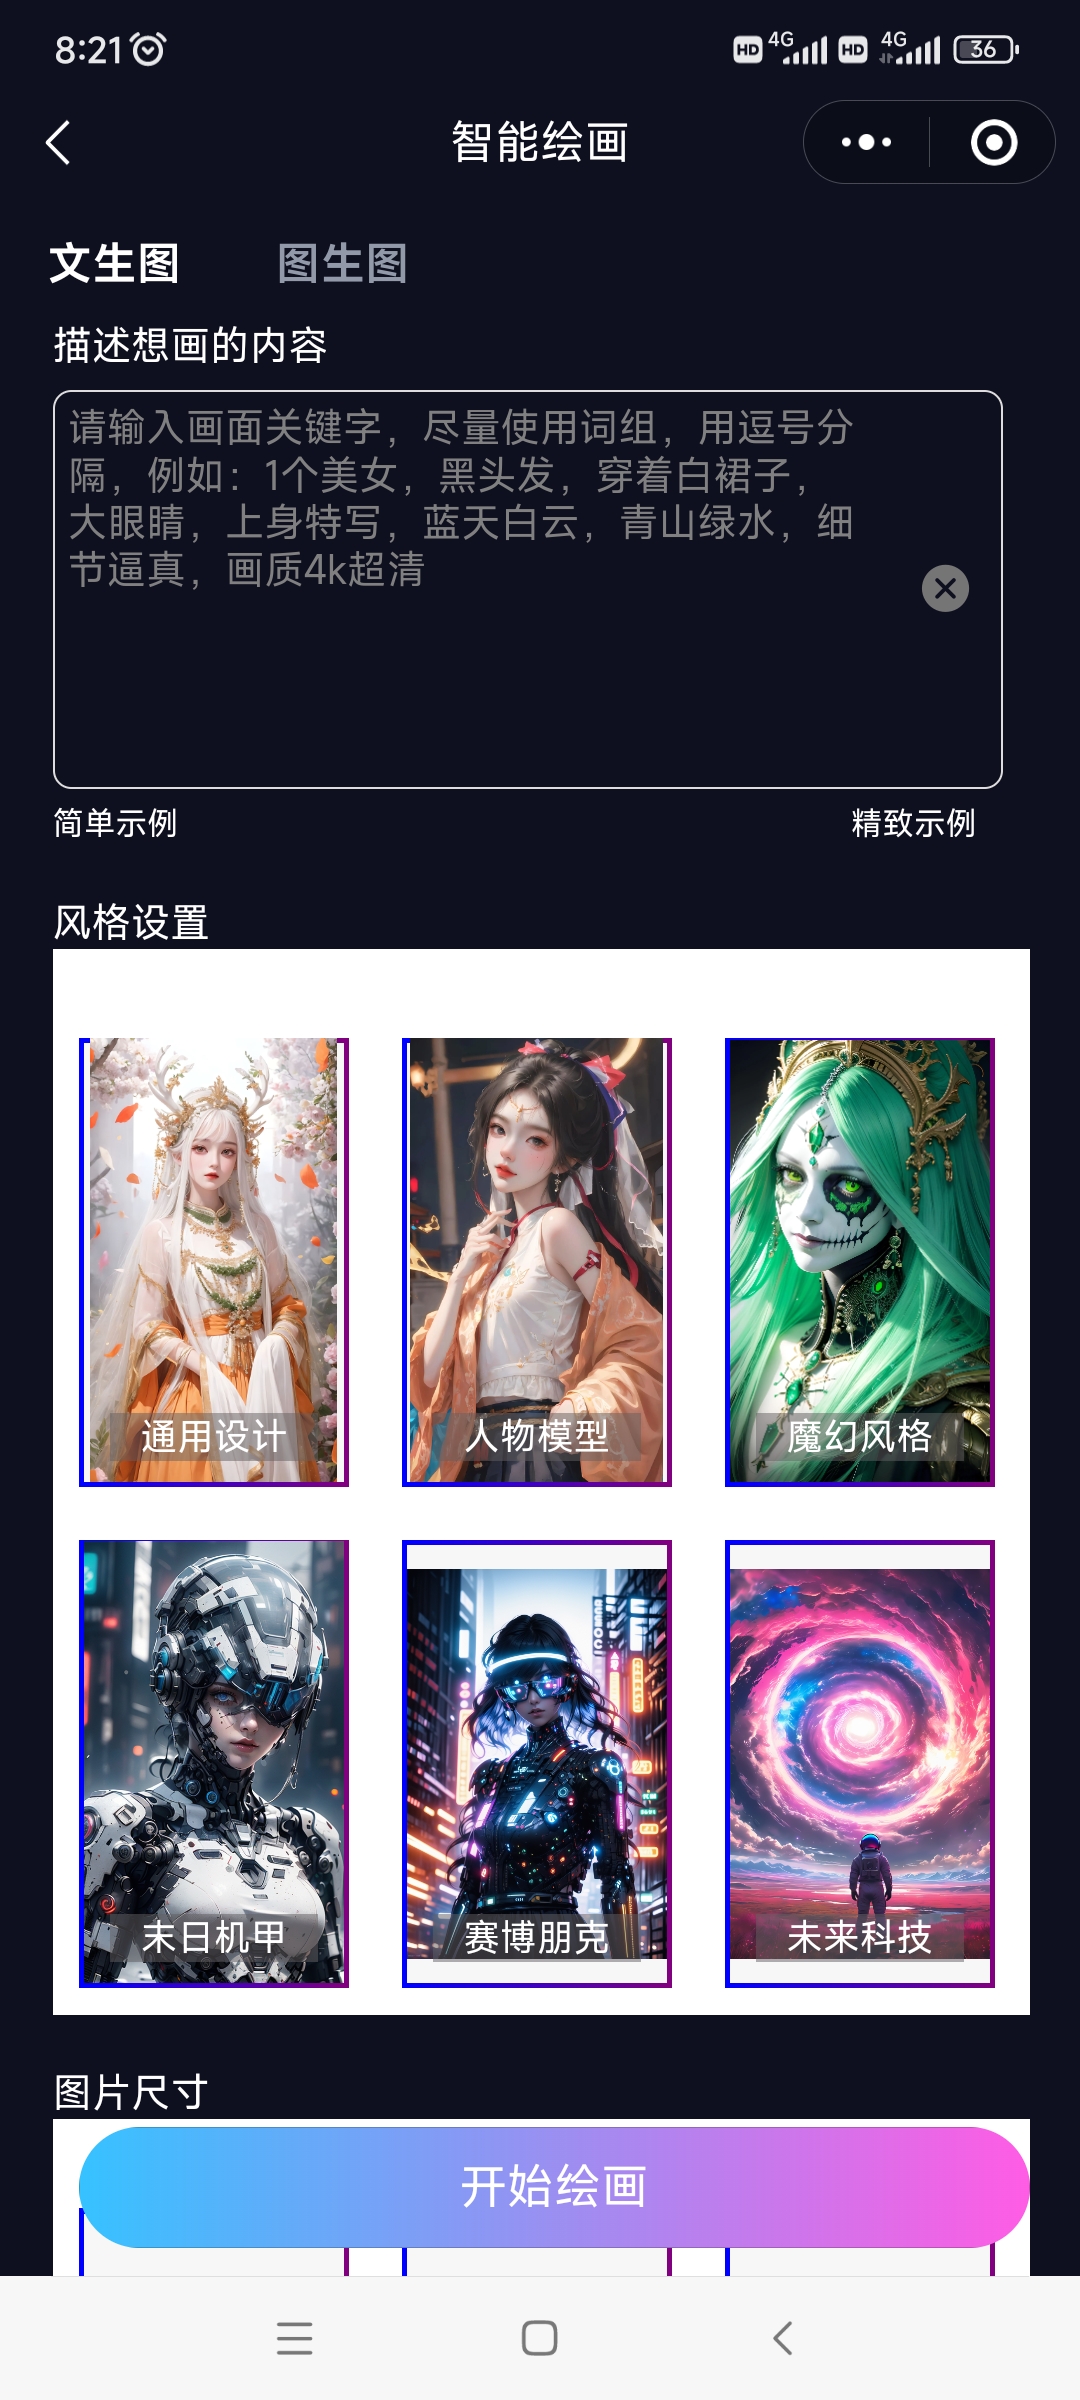 8:21
HD 4G HD 4G 36
智能绘画
文生图 图生图
描述想画的内容
请输入画面关键字，尽量使用词组，用逗号分
隔，例如：1个美女，黑头发，穿着白裙子，
大眼睛，上身特写，蓝天白云，青山绿水，细
节逼真，画质4k超清
简单示例 精致示例
风格设置
通用设计 人物模型 魔幻风格
末日机甲 赛博朋克 未来科技
图片尺寸
开始绘画